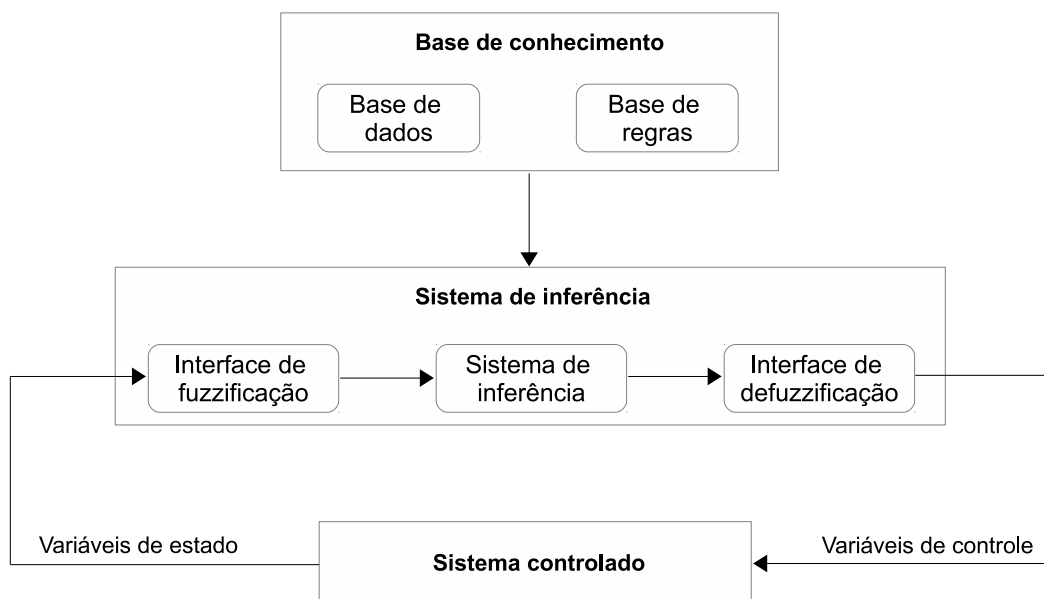 Base de conhecimento
Base de
dados
Base de
regras
Sistema de inferência
Interface de
fuzzificação
Sistema de
inferência
Interface de
defuzzificação
Variáveis de estado
Sistema controlado
Variáveis de controle